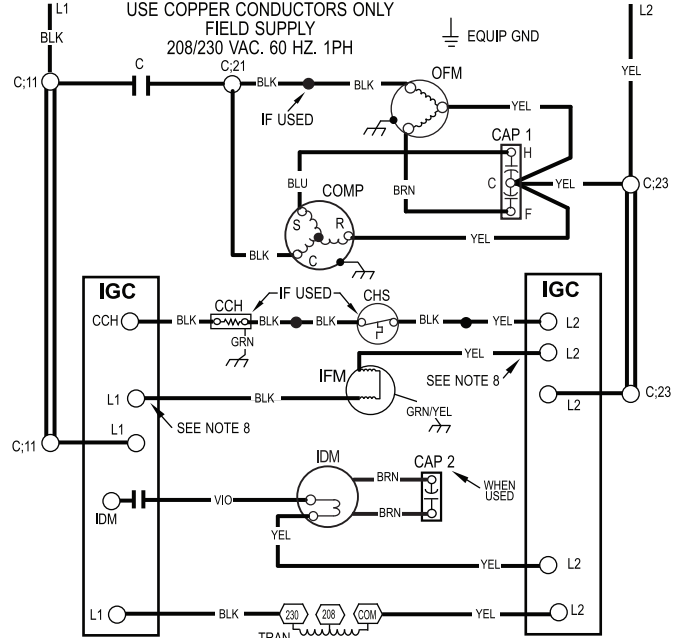 L1
USE COPPER CONDUCTORS ONLY
L2
BLK
FIELD SUPPLY
208/230 VAC. 60 HZ. 1PH
EQUIP GND
YEL
C;11
C
C;21
BLK
BLK
OFM
IF USED
YEL
CAP 1
H
BLU
COMP
BRN
C
YEL
C;23
S
R
F
YEL
BLK
C
IGC
IGC
IF USED
CHS
CCH
CCH
BLK
BLK
BLK
BLK
YEL
L2
GRN
YEL
L2
IFM
SEE NOTE 8
L1
BLK
GRN/YEL
L2
C;23
SEE NOTE 8
L1
C;11
IDM
CAP 2
BRN
WHEN
USED
VIO
IDM
BRN
YEL
YEL
L2
L1
BLK
230
208
COM
YEL
L2
TRAN